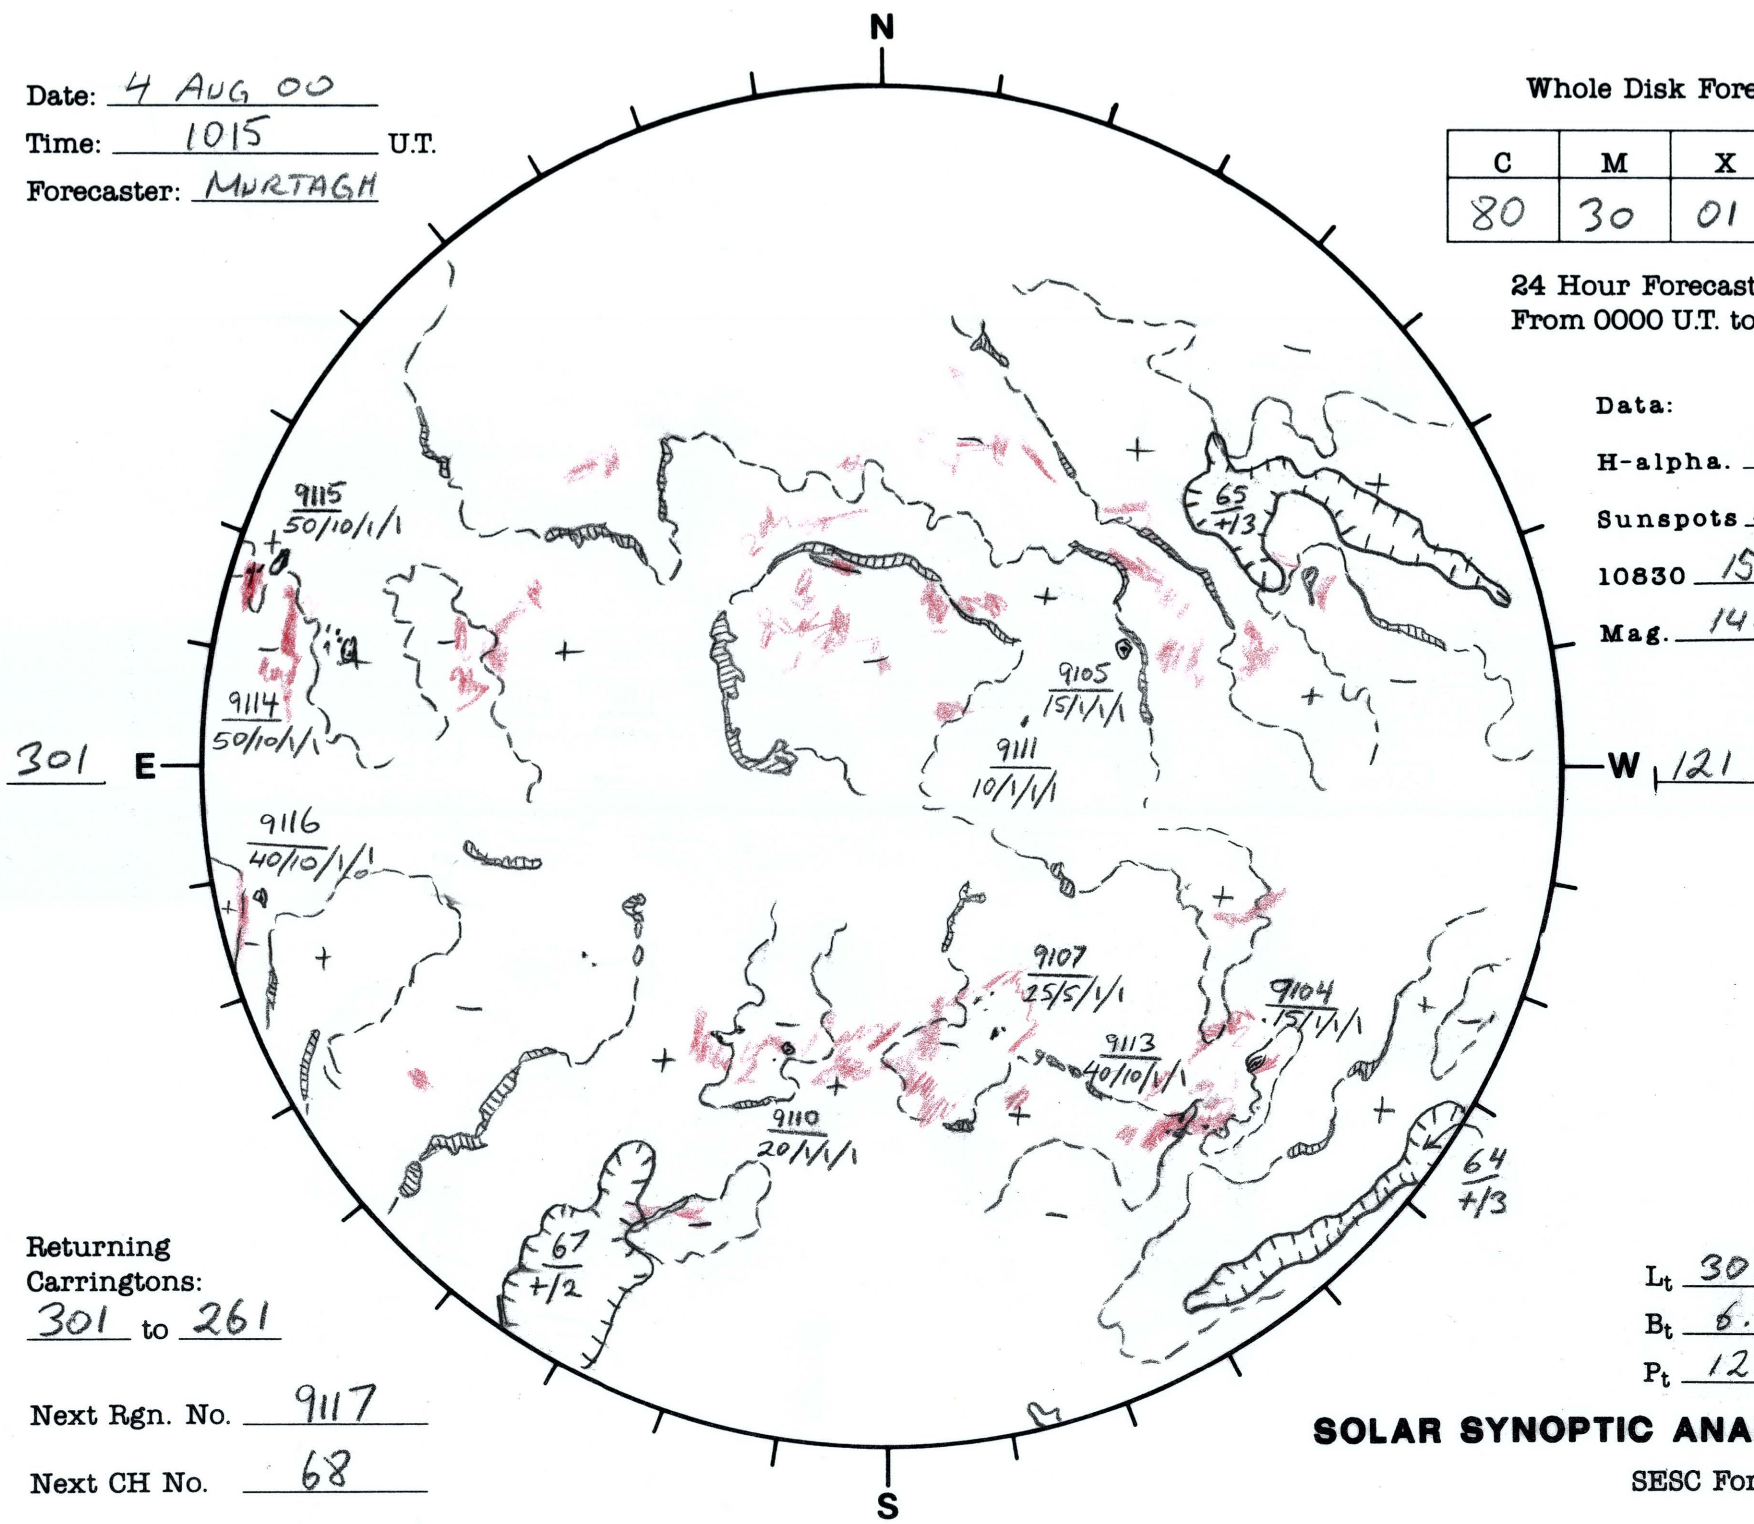 N
Date: 4 AUG 00
Time: 1015 U.T.
Forecaster: MURTAGH
Whole Disk Fore
C M X
80 30 01
24 Hour Forecast
From 0000 U.T. to
Data:
H-alpha.
Sunspots
10830 15
Mag. 14
65
+/3
9115
50/10/1/1
9114
50/10/1/1
9105
15/1/1/1
9111
10/1/1/1
301 E
W 121
9116
40/10/1/1
9107
25/5/1/1
9104
15/1/1/1
9113
40/10/1/1
9110
20/1/1/1
64
+/3
67
+/2
Returning
Carringtons:
301 to 261
Lt 30
Bt 6.
Pt 12
Next Rgn. No. 9117
Next CH No. 68
SOLAR SYNOPTIC ANA
SESC For
S